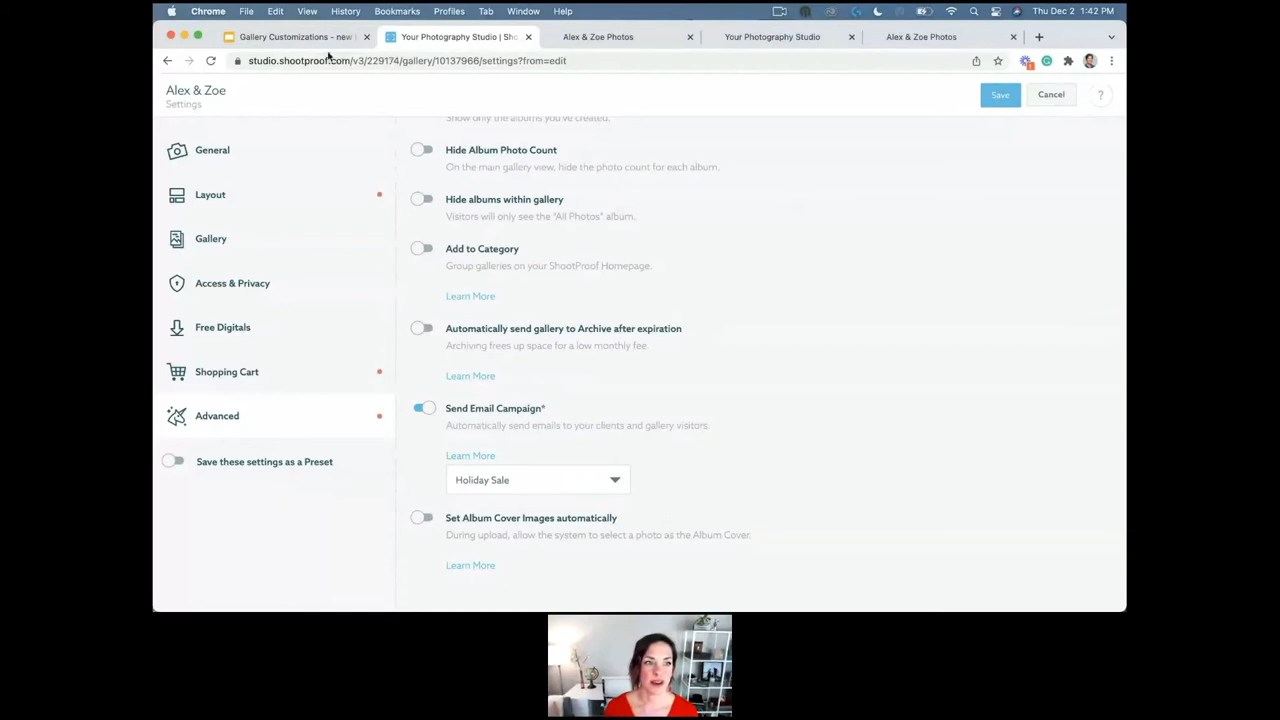 Chrome File Edit View History Bookmarks Profiles Tab Window Help Thu Dec 2 1:42 PM
Gallery Customizations - new Your Photography Studio | Sho Alex & Zoe Photos Your Photography Studio Alex & Zoe Photos
studio.shootproof.com/v3/229174/gallery/10137966/settings?from=edit
Alex & Zoe
Settings
Save
Cancel
?
General
Layout
Gallery
Access & Privacy
Free Digitals
Shopping Cart
Advanced
Save these settings as a Preset
Show only the albums you've created.
Hide Album Photo Count
On the main gallery view, hide the photo count for each album.
Hide albums within gallery
Visitors will only see the "All Photos" album.
Add to Category
Group galleries on your ShootProof Homepage.
Learn More
Automatically send gallery to Archive after expiration
Archiving frees up space for a low monthly fee.
Learn More
Send Email Campaign*
Automatically send emails to your clients and gallery visitors.
Learn More
Holiday Sale
Set Album Cover Images automatically
During upload, allow the system to select a photo as the Album Cover.
Learn More